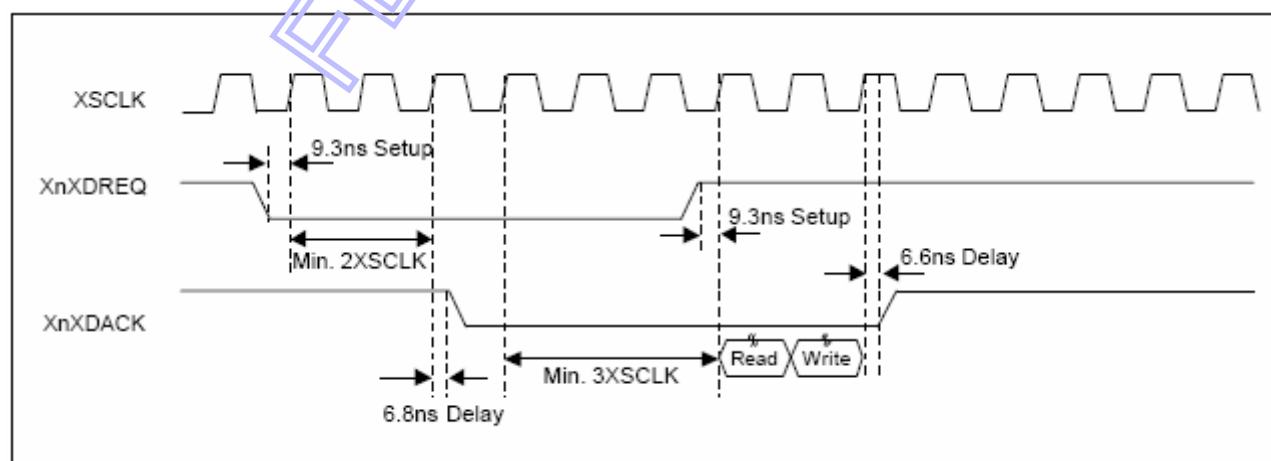 XSCLK
9.3ns Setup
XnXDREQ
9.3ns Setup
Min. 2XSCLK
6.6ns Delay
XnXDACK
Read Write
Min. 3XSCLK
6.8ns Delay